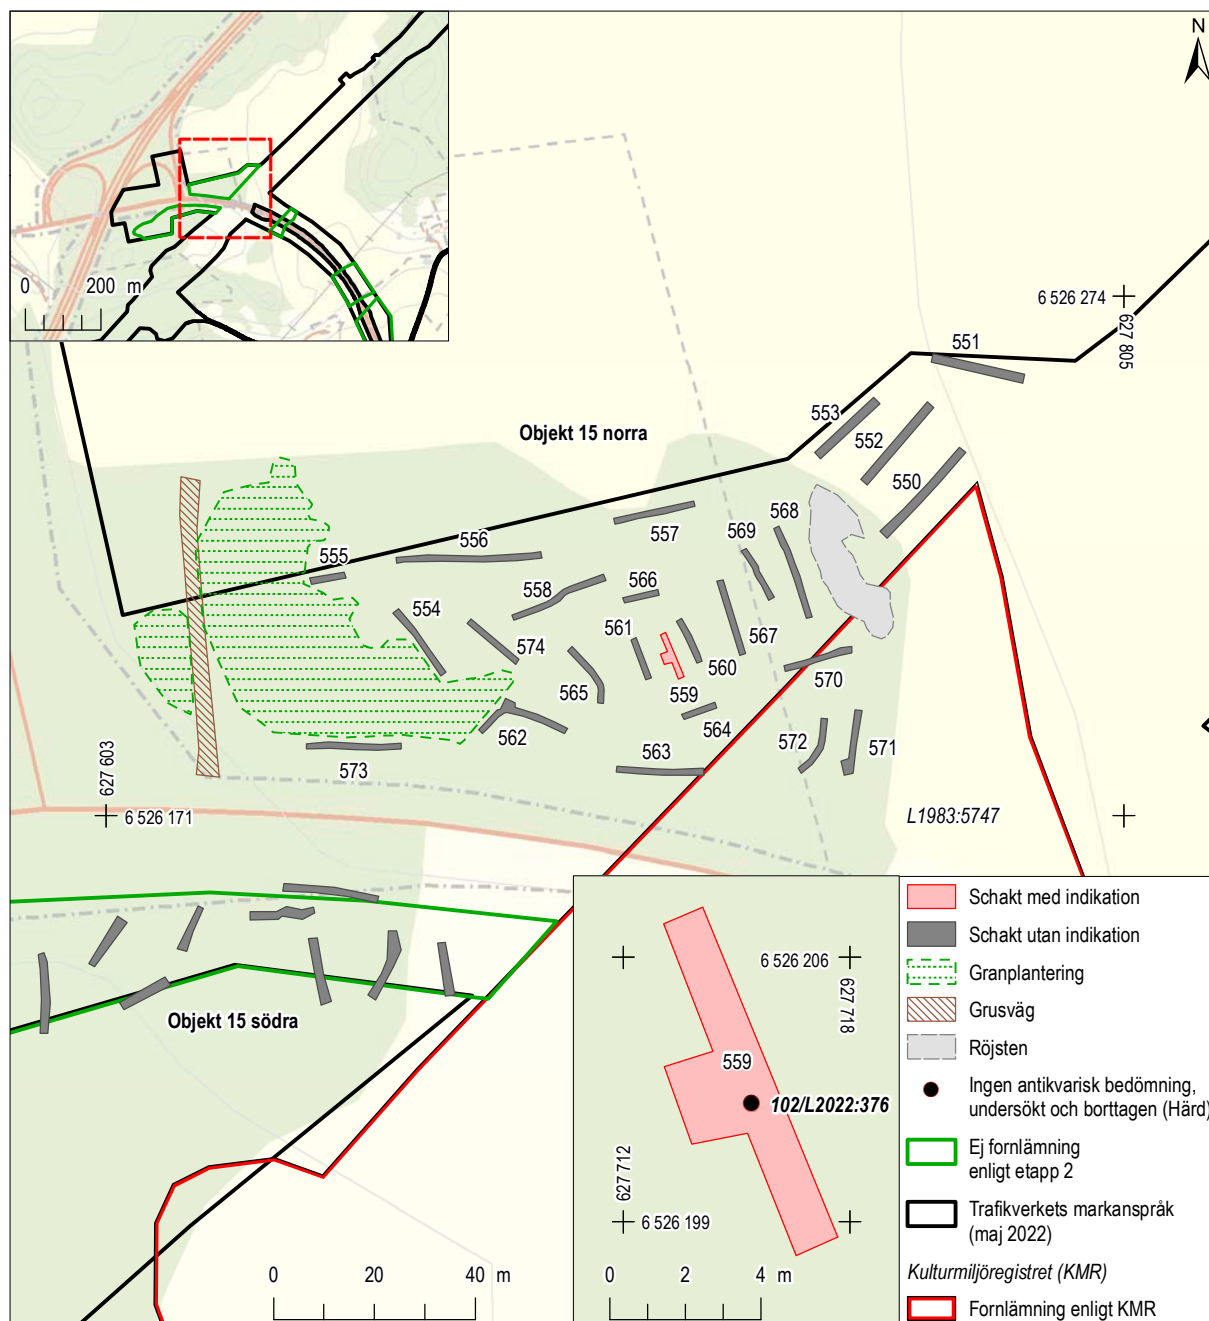 N
0 200 m
6 526 274
627 805
551
553
552
550
Objekt 15 norra
557
568
569
556
555
558
566
554
561
574
567
560
565
559
570
564
562
572
571
563
573
627 603
6 526 171
L1983:5747
Objekt 15 södra
0 20 40 m
6 526 206
627 718
559
102/L2022:376
627 712
6 526 199
0 2 4 m
Schakt med indikation
Schakt utan indikation
Granplantering
Grusväg
Röjsten
Ingen antikvarisk bedömning,
undersökt och borttagen (Härd)
Ej fornlämning
enligt etapp 2
Trafikverkets markanspråk
(maj 2022)
Kulturmiljöregistret (KMR)
Fornlämning enligt KMR